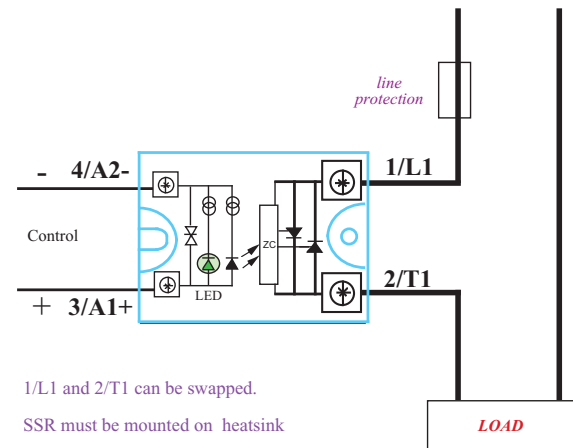 line
protection
1/L1
- 4/A2-
Control
ZC
LED
+ 3/A1+
2/T1
1/L1 and 2/T1 can be swapped.
SSR must be mounted on heatsink
LOAD